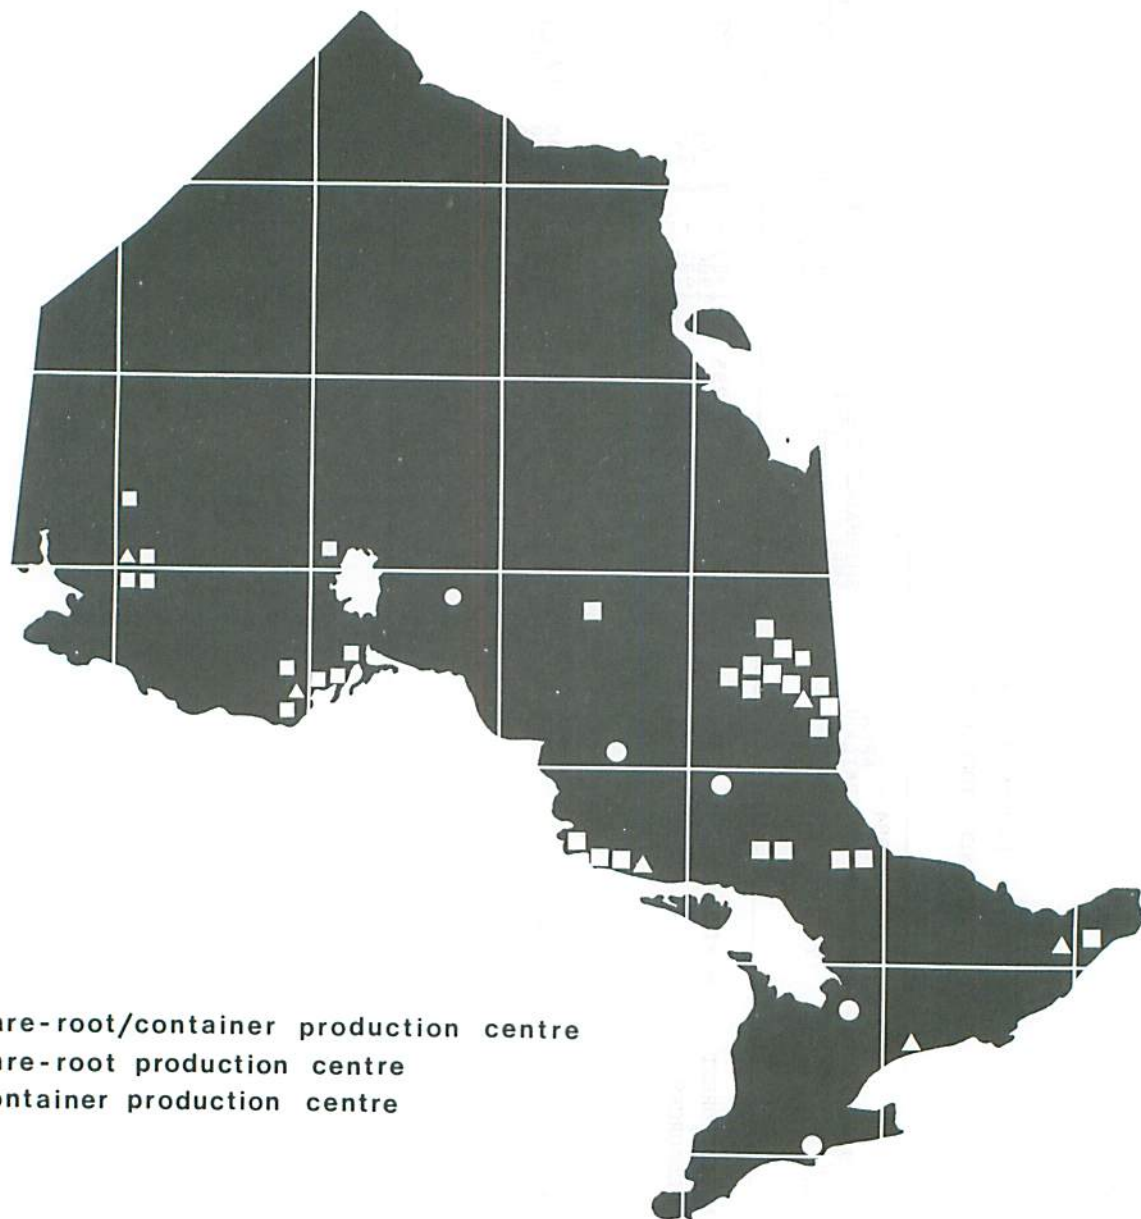 are-root/container production centre
are-root production centre
ontainer production centre